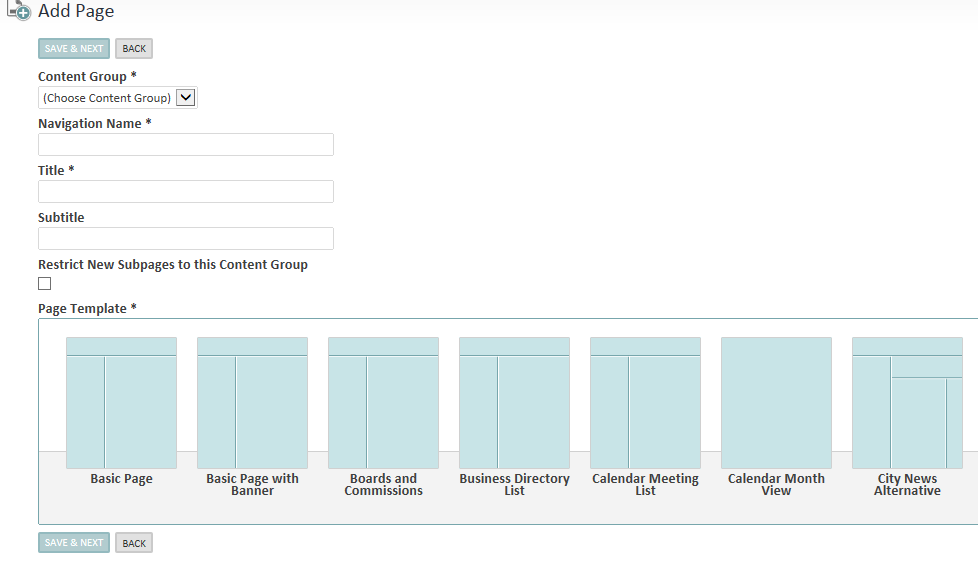 Add Page
SAVE & NEXT BACK
Content Group *
(Choose Content Group)
Navigation Name *
Title *
Subtitle
Restrict New Subpages to this Content Group
Page Template *
Basic Page
Basic Page with
Banner
Boards and
Commissions
Business Directory
List
Calendar Meeting
List
Calendar Month
View
City News
Alternative
SAVE & NEXT BACK